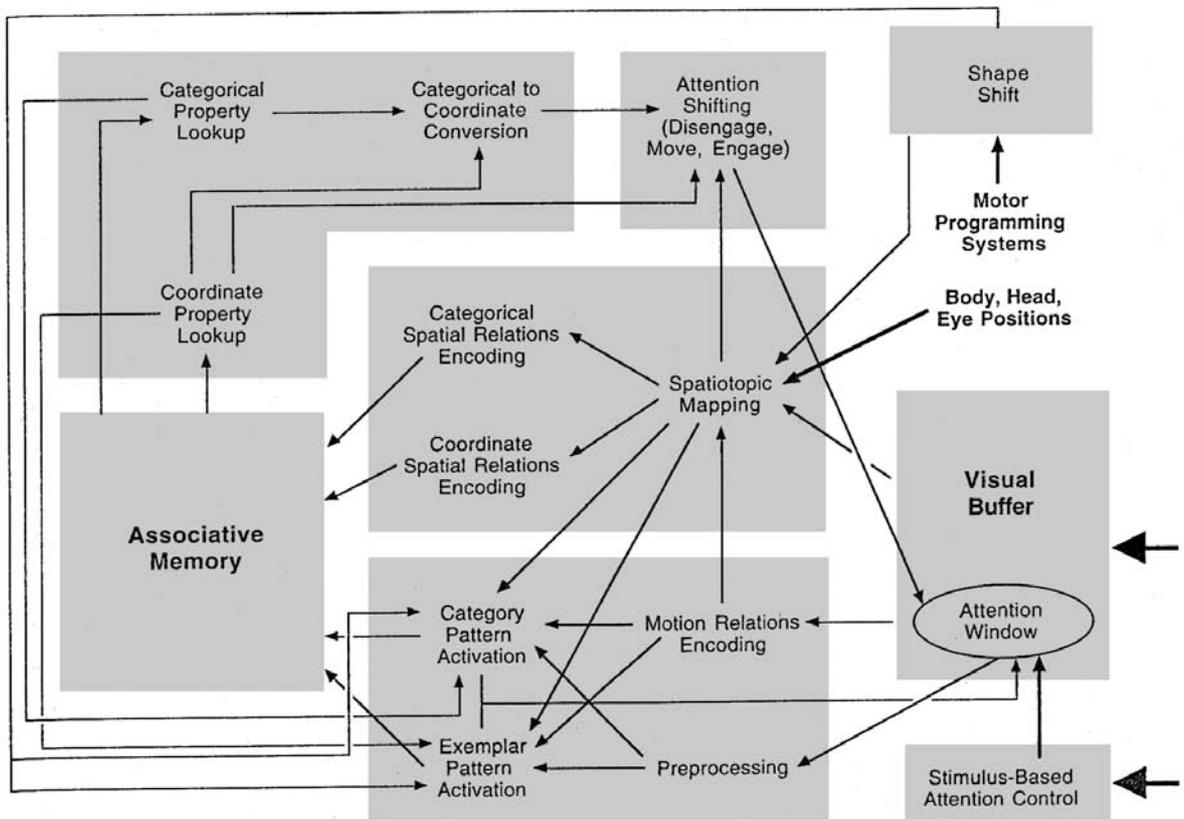 Categorical
Property
Lookup
Categorical to
Coordinate
Conversion
Attention
Shifting
(Disengage,
Move, Engage)
Shape
Shift
Motor
Programming
Systems
Coordinate
Property
Lookup
Categorical
Spatial Relations
Encoding
Body, Head,
Eye Positions
Spatiotopic
Mapping
Coordinate
Spatial Relations
Encoding
Visual
Buffer
Associative
Memory
Category
Pattern
Activation
Motion Relations
Encoding
Attention
Window
Exemplar
Pattern
Activation
Preprocessing
Stimulus-Based
Attention Control